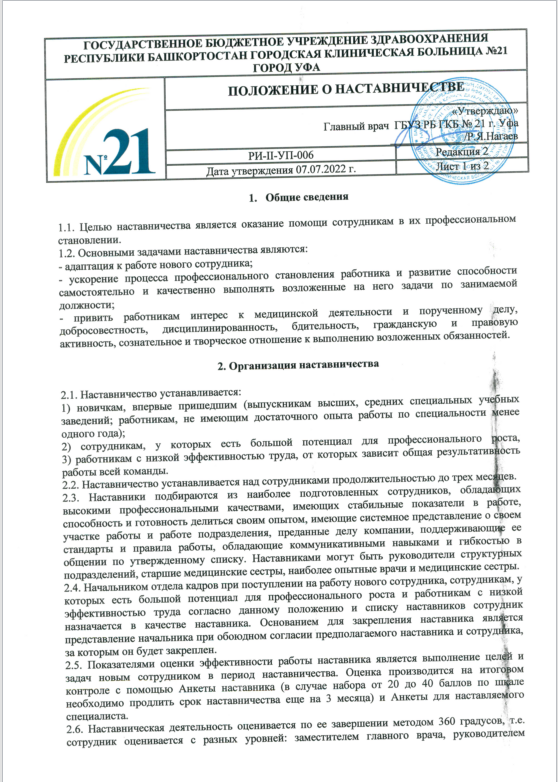 ГОСУДАРСТВЕННОЕ БЮДЖЕТНОЕ УЧРЕЖДЕНИЕ ЗДРАВООХРАНЕНИЯ
РЕСПУБЛИКИ БАШКОРТОСТАН ГОРОДСКАЯ КЛИНИЧЕСКАЯ БОЛЬНИЦА №21
ГОРОД УФА
№21
ПОЛОЖЕНИЕ О НАСТАВНИЧЕСТВЕ
«Утверждаю»
Главный врач ГБУЗ РБ ГКБ № 21 г. Уфа
/Р.Я.Нагаев
РИ-II-УП-006
Редакция 2
Дата утверждения 07.07.2022 г.
Лист 1 из 2
1. Общие сведения
1.1. Целью наставничества является оказание помощи сотрудникам в их профессиональном
становлении.
1.2. Основными задачами наставничества являются:
- адаптация к работе нового сотрудника;
- ускорение процесса профессионального становления работника и развитие способности
самостоятельно и качественно выполнять возложенные на него задачи по занимаемой
должности;
- привить работникам интерес к медицинской деятельности и порученному делу,
добросовестность, дисциплинированность, бдительность, гражданскую и правовую
активность, сознательное и творческое отношение к выполнению возложенных обязанностей.
2. Организация наставничества
2.1. Наставничество устанавливается:
1) новичкам, впервые пришедшим (выпускникам высших, средних специальных учебных
заведений; работникам, не имеющим достаточного опыта работы по специальности менее
одного года);
2) сотрудникам, у которых есть большой потенциал для профессионального роста,
3) работникам с низкой эффективностью труда, от которых зависит общая результативность
работы всей команды.
2.2. Наставничество устанавливается над сотрудниками продолжительностью до трех месяцев.
2.3. Наставники подбираются из наиболее подготовленных сотрудников, обладающих
высокими профессиональными качествами, имеющих стабильные показатели в работе,
способность и готовность делиться своим опытом, имеющие системное представление о своем
участке работы и работе подразделения, преданные делу компании, поддерживающие ее
стандарты и правила работы, обладающие коммуникативными навыками и гибкостью в
общении по утвержденному списку. Наставниками могут быть руководители структурных
подразделений, старшие медицинские сестры, наиболее опытные врачи и медицинские сестры.
2.4. Начальником отдела кадров при поступлении на работу нового сотрудника, сотрудникам, у
которых есть большой потенциал для профессионального роста и работникам с низкой
эффективностью труда согласно данному положению и списку наставников сотрудник
назначается в качестве наставника. Основанием для закрепления наставника является
представление начальника при обоюдном согласии предполагаемого наставника и сотрудника,
за которым он будет закреплен.
2.5. Показателями оценки эффективности работы наставника является выполнение целей и
задач новым сотрудником в период наставничества. Оценка производится на итоговом
контроле с помощью Анкеты наставника (в случае набора от 20 до 40 баллов по шкале
необходимо продлить срок наставничества еще на 3 месяца) и Анкеты для наставляемого
специалиста.
2.6. Наставническая деятельность оценивается по ее завершении методом 360 градусов, т.е.
сотрудник оценивается с разных уровней: заместителем главного врача, руководителем